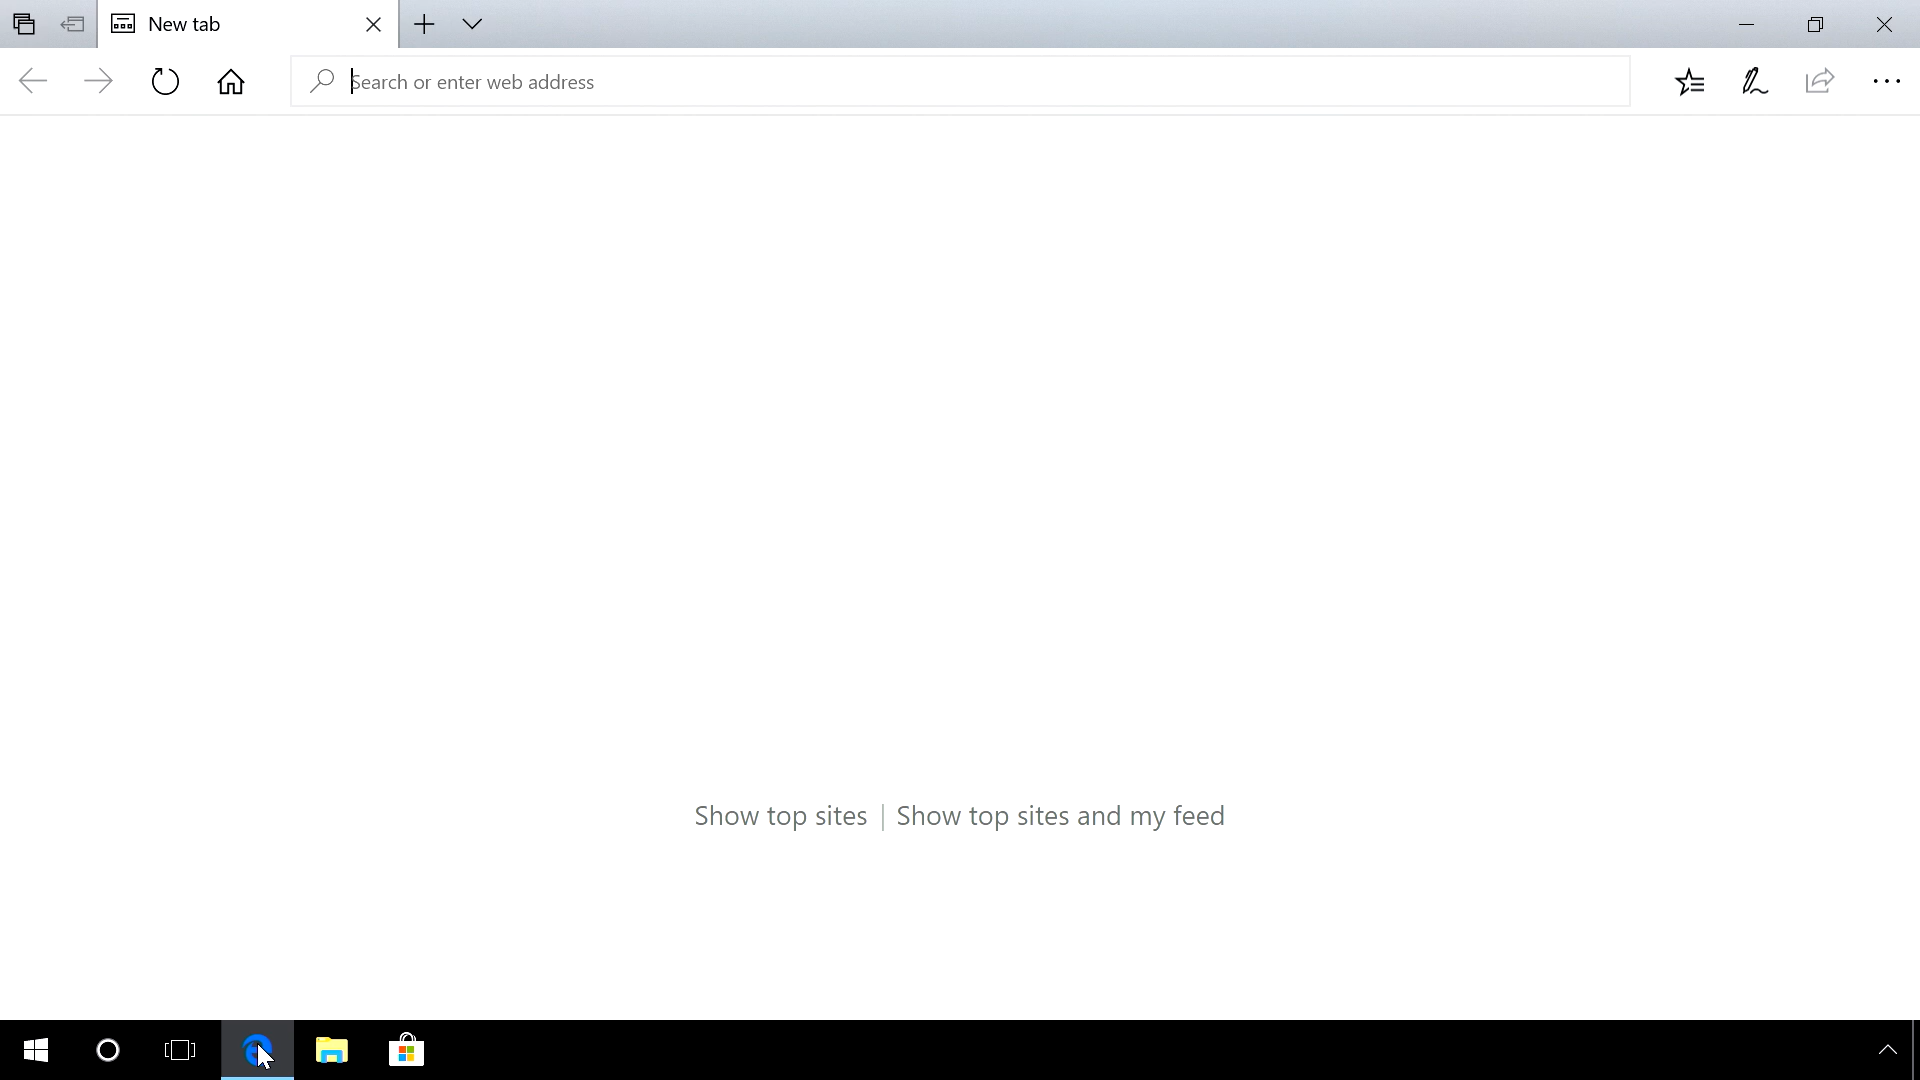 New tab
Search or enter web address
Show top sites | Show top sites and my feed